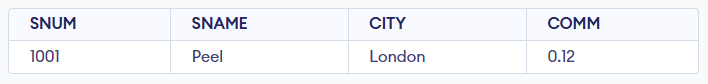 SNUM SNAME CITY COMM
1001 Peel London 0.12